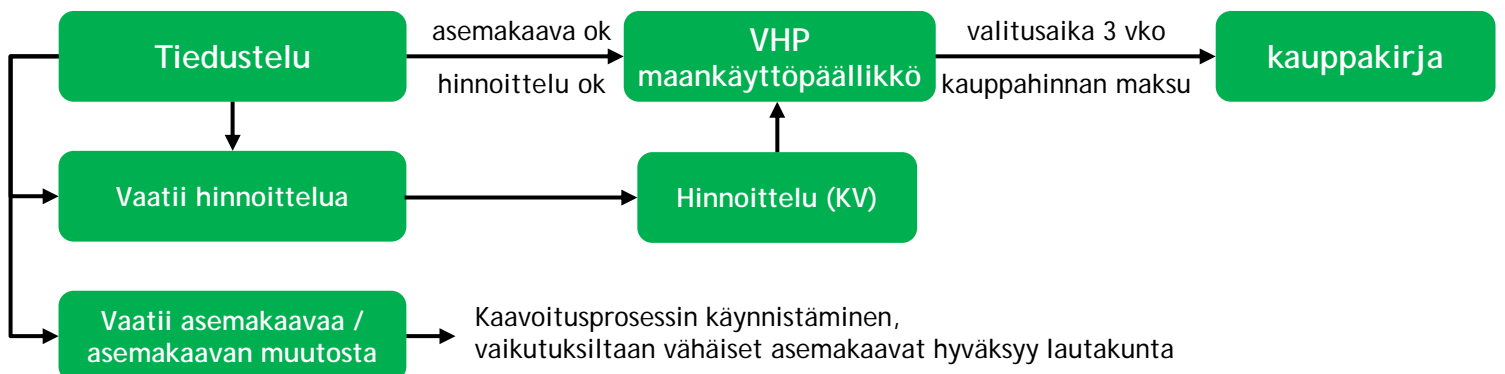 Tiedustelu
asemakaava ok
hinnoittelu ok
VHP
maankäyttöpäällikkö
valitusaika 3 vko
kauppahinnan maksu
kauppakirja
Vaatii hinnoittelua
Hinnoittelu (KV)
Vaatii asemakaavaa /
asemakaavan muutosta
Kaavoitusprosessin käynnistäminen,
vaikutuksiltaan vähäiset asemakaavat hyväksyy lautakunta